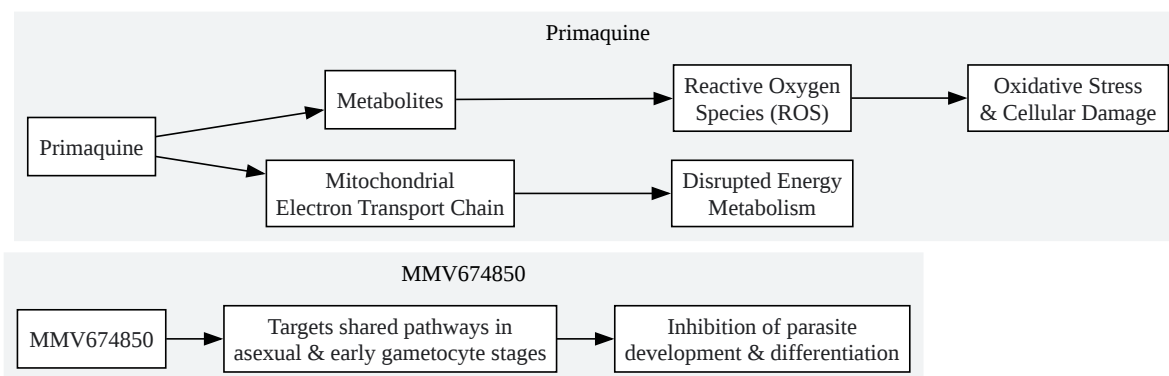 Primaquine
Primaquine
Metabolites
Reactive Oxygen
Species (ROS)
Oxidative Stress
& Cellular Damage
Mitochondrial
Electron Transport Chain
Disrupted Energy
Metabolism
MMV674850
MMV674850
Targets shared pathways in
asexual & early gametocyte stages
Inhibition of parasite
development & differentiation